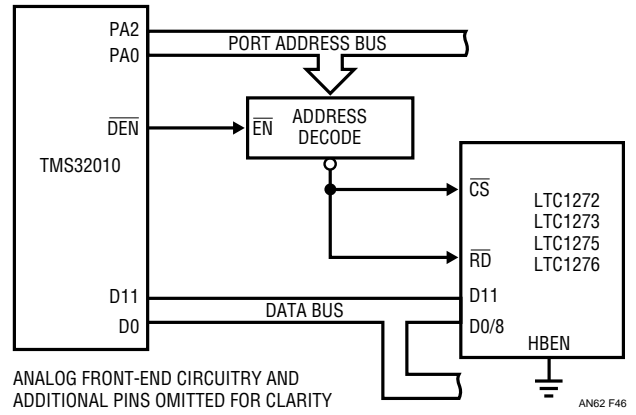 PA2
PA0
PORT ADDRESS BUS
DEN
EN
ADDRESS
DECODE
TMS32010
CS
LTC1272
LTC1273
LTC1275
LTC1276
RD
D11
D11
DATA BUS
D0
D0/8
HBEN
ANALOG FRONT-END CIRCUITRY AND
ADDITIONAL PINS OMITTED FOR CLARITY
AN62 F46